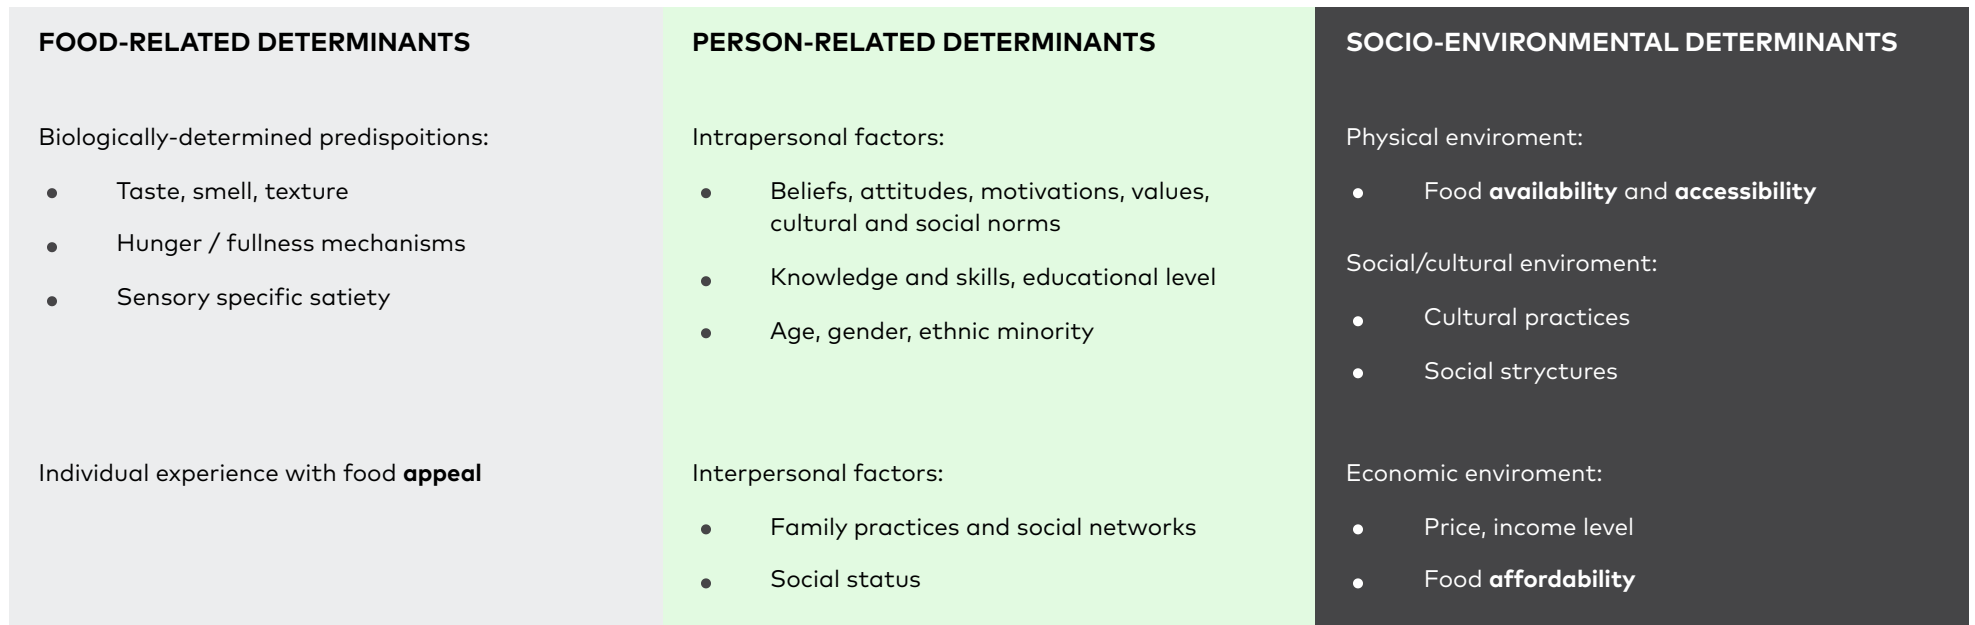 FOOD-RELATED DETERMINANTS
Biologically-determined predispoitions:
Taste, smell, texture
Hunger / fullness mechanisms
Sensory specific satiety
Individual experience with food appeal
PERSON-RELATED DETERMINANTS
Intrapersonal factors:
Beliefs, attitudes, motivations, values,
cultural and social norms
Knowledge and skills, educational level
Age, gender, ethnic minority
Interpersonal factors:
Family practices and social networks
Social status
SOCIO-ENVIRONMENTAL DETERMINANTS
Physical enviroment:
Food availability and accessibility
Social/cultural enviroment:
Cultural practices
Social stryctures
Economic enviroment:
Price, income level
Food affordability